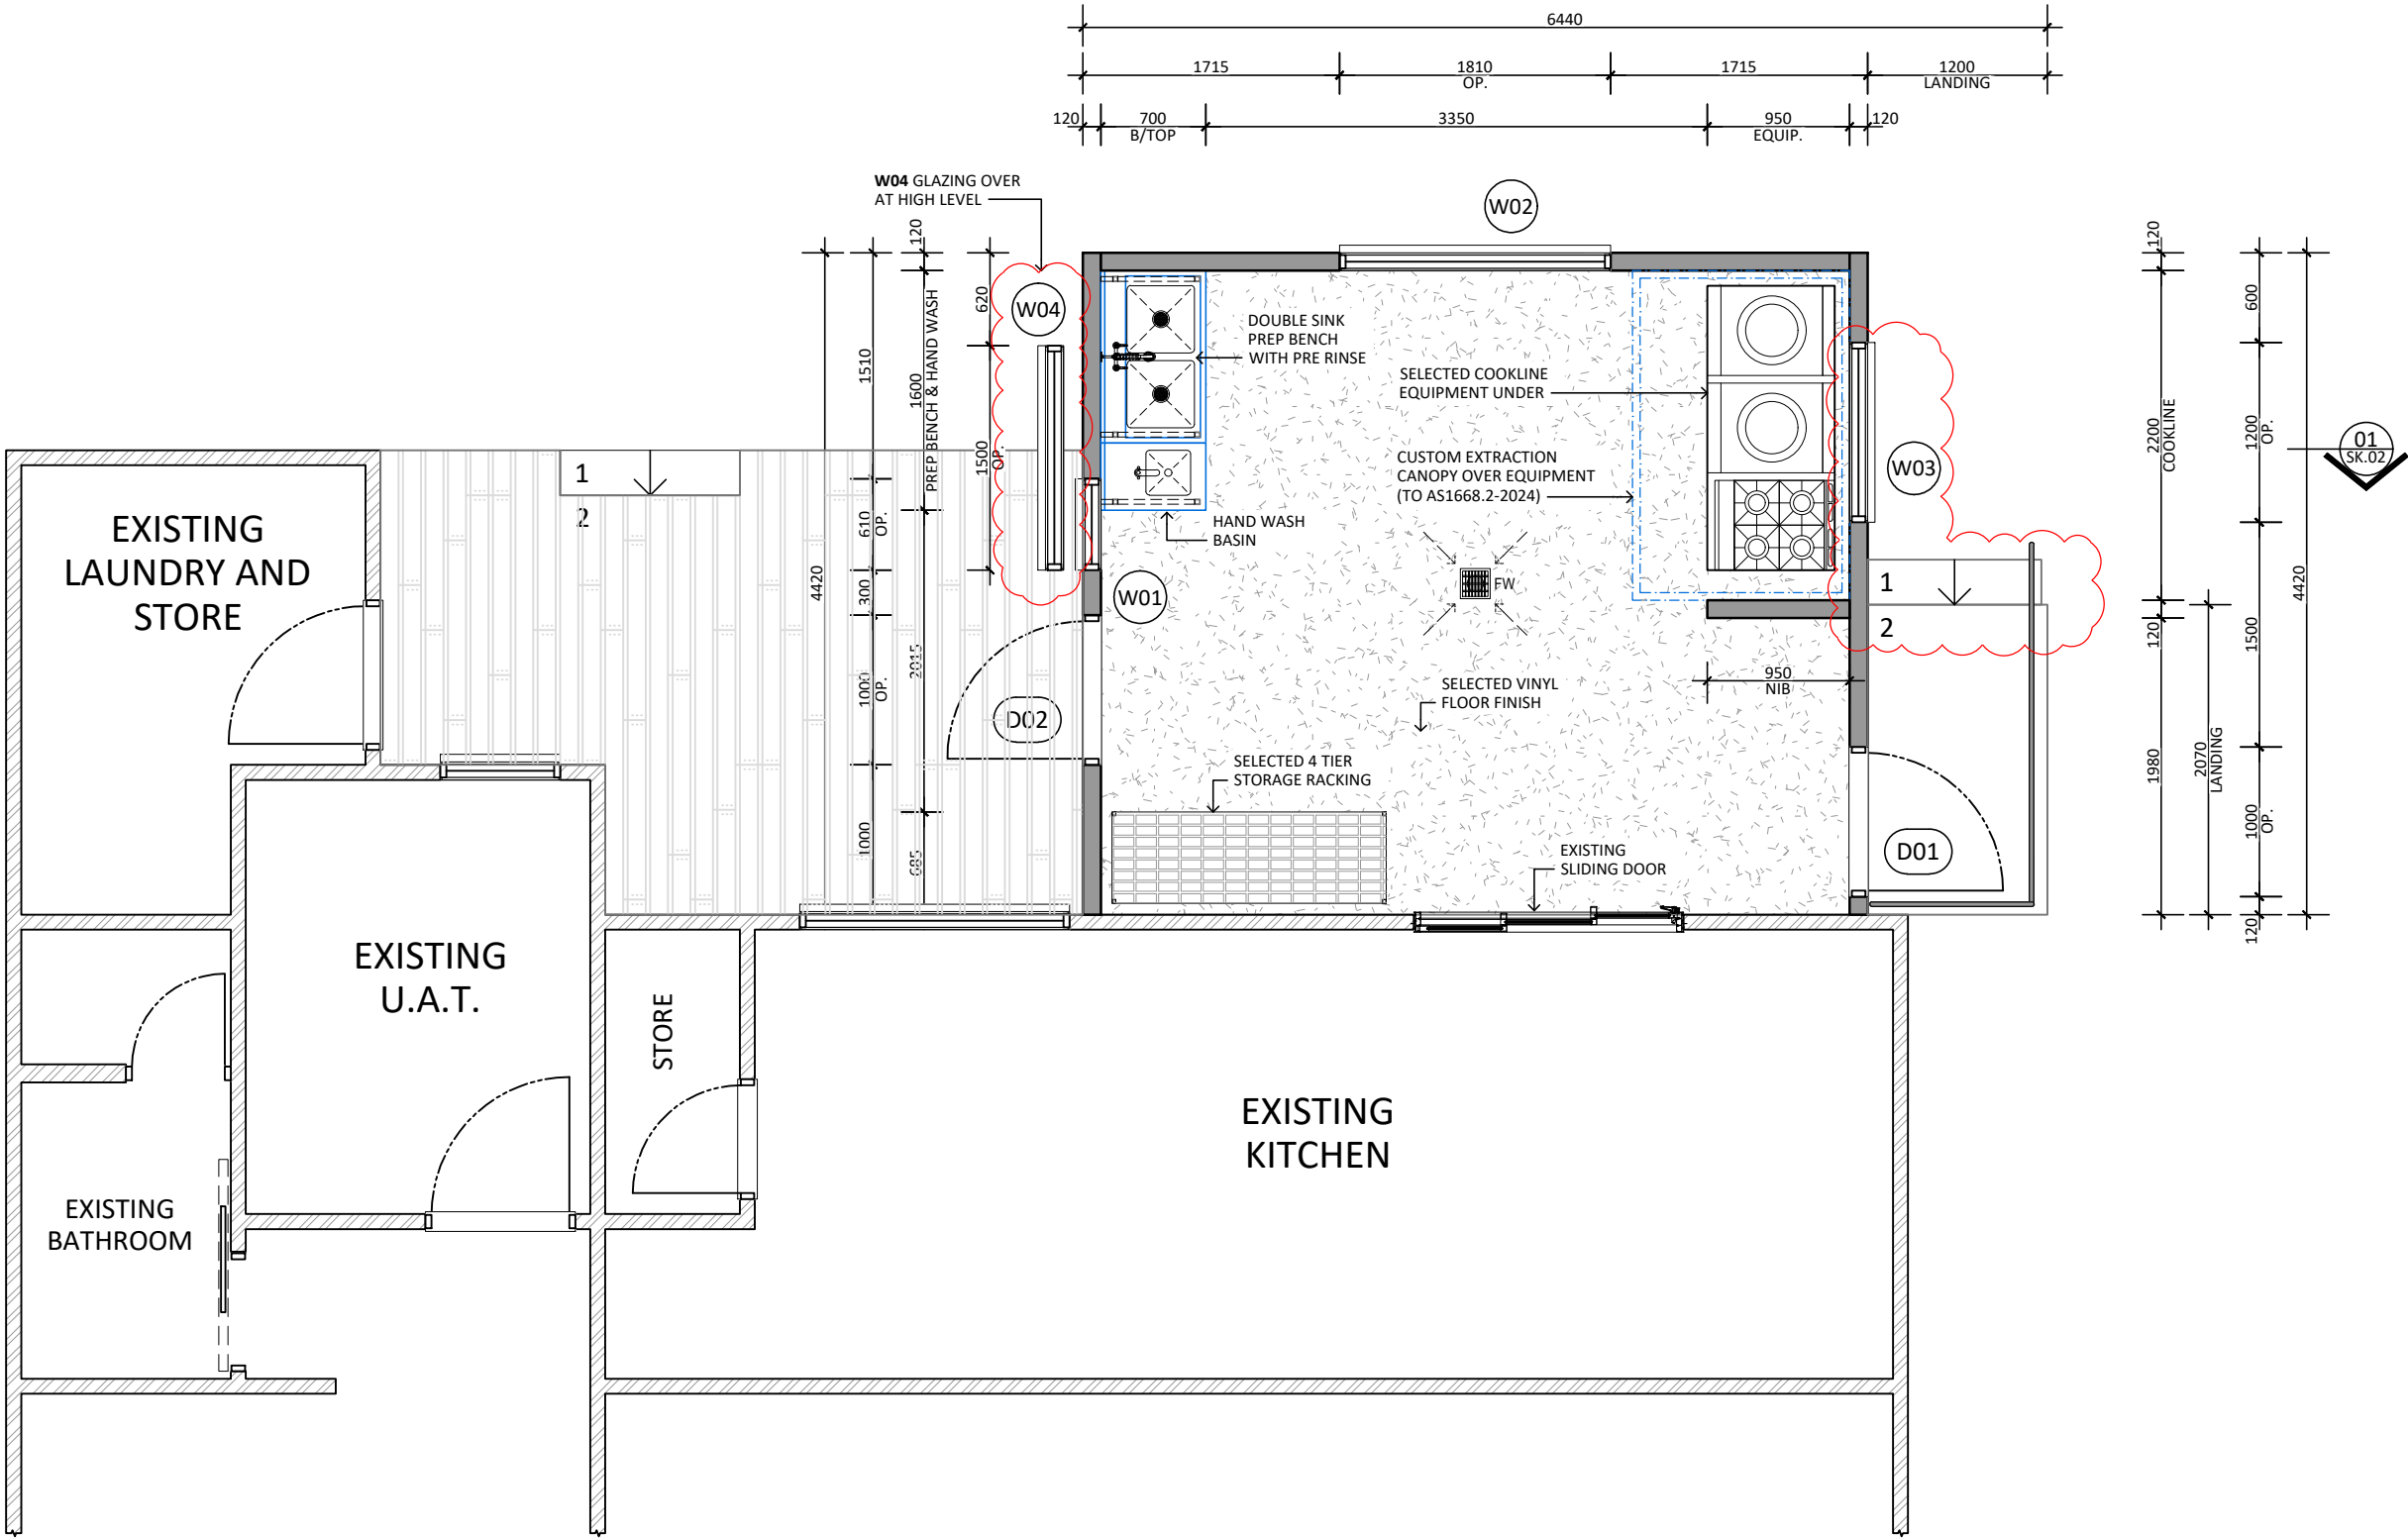 6440
1715
1810
OP.
1715
1200
LANDING
120
700
B/TOP
3350
950
EQUIP.
120
W04 GLAZING OVER
AT HIGH LEVEL
W02
120
620
1510
1600
PREP BENCH & HAND WASH
1500
OP.
4420
610
OP.
300
1000
OP.
2015
1000
685
W04
W01
D02
DOUBLE SINK
PREP BENCH
WITH PRE RINSE
SELECTED COOKLINE
EQUIPMENT UNDER
CUSTOM EXTRACTION
CANOPY OVER EQUIPMENT
(TO AS1668.2-2024)
HAND WASH
BASIN
FW
SELECTED VINYL
FLOOR FINISH
SELECTED 4 TIER
STORAGE RACKING
EXISTING
SLIDING DOOR
950
NIB
W03
1
2
D01
120
2200
COOKLINE
120
1980
2070
LANDING
600
1200
OP.
1500
1000
OP.
120
4420
01
SK.02
1
2
EXISTING
LAUNDRY AND
STORE
EXISTING
U.A.T.
STORE
EXISTING
KITCHEN
EXISTING
BATHROOM